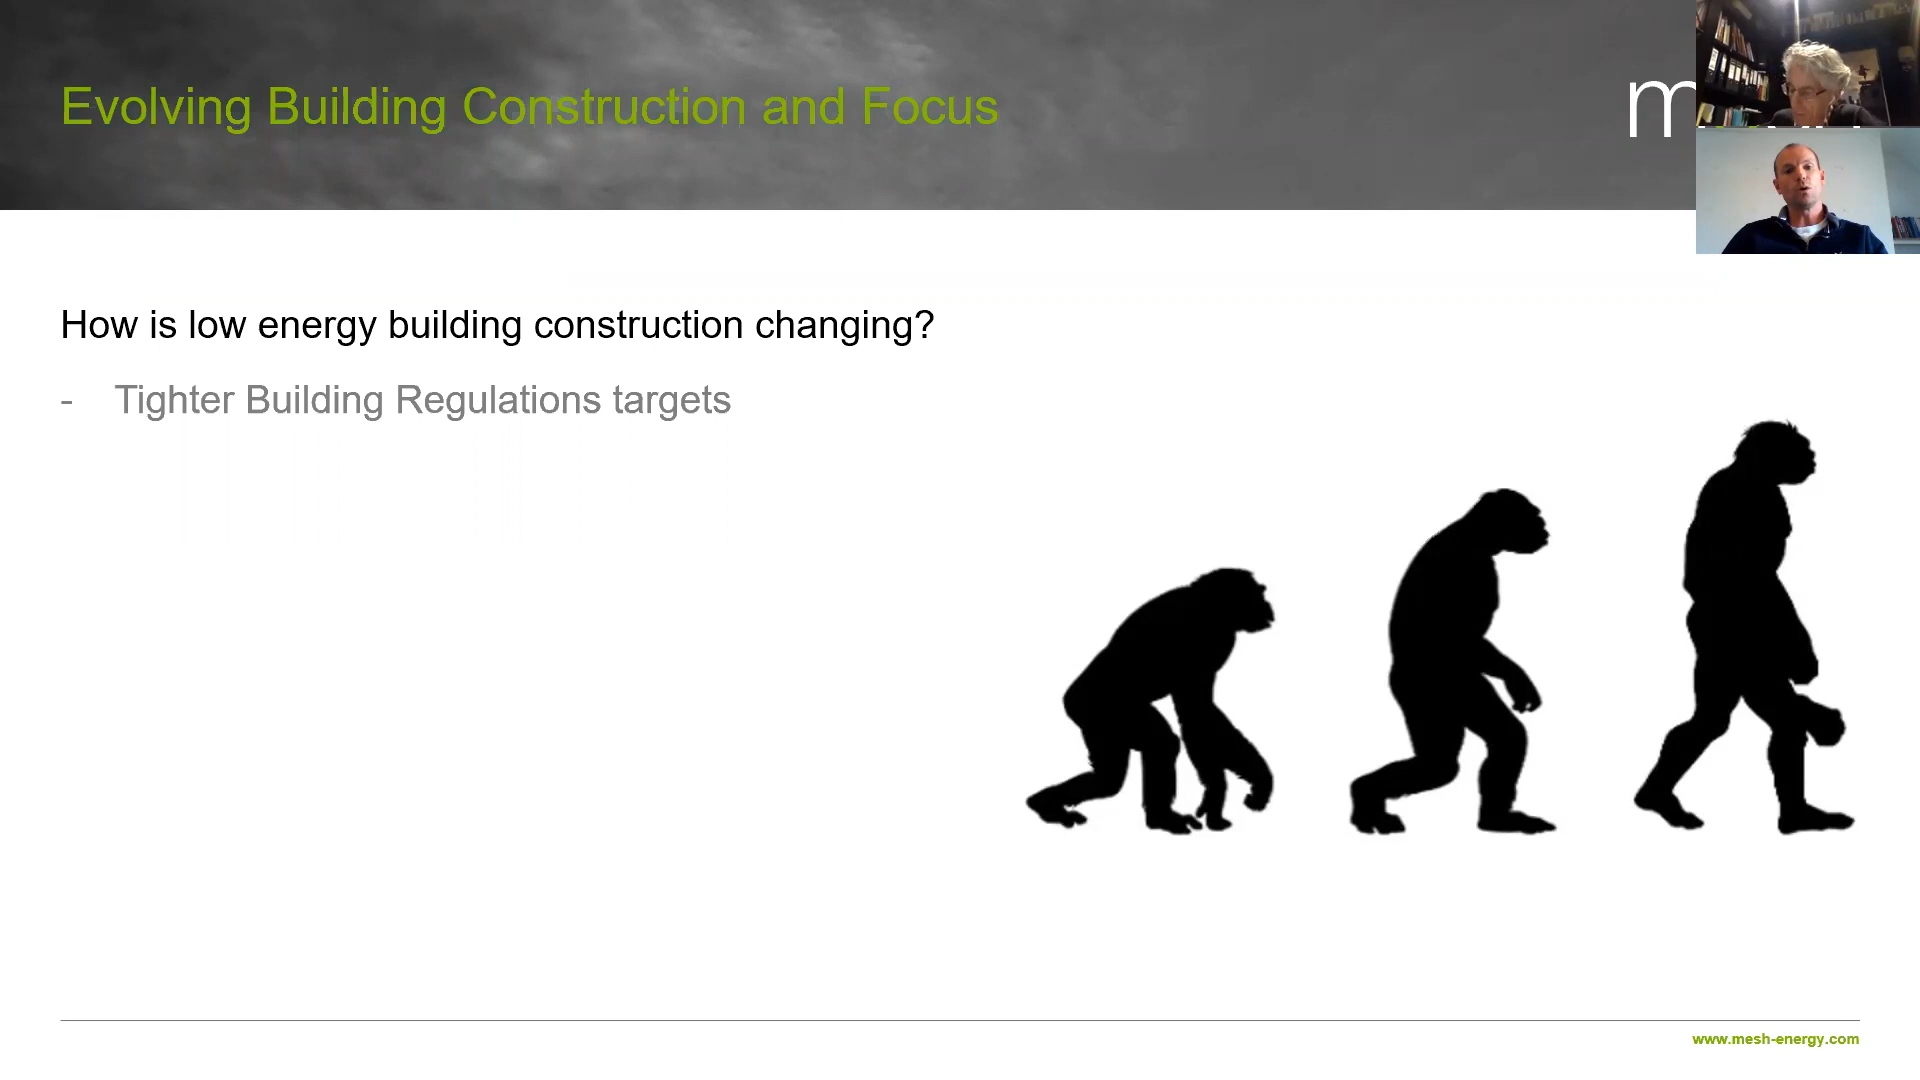 Evolving Building Construction and Focus
How is low energy building construction changing?
- Tighter Building Regulations targets
www.mesh-energy.com